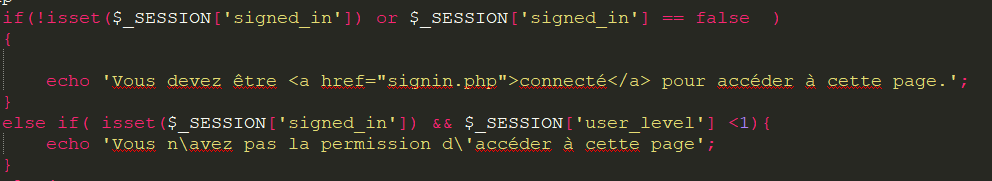 if(!isset($_SESSION['signed_in']) or $_SESSION['signed_in'] == false  )
{
echo 'Vous devez être <a href="signin.php">connecté</a> pour accéder à cette page.';
}
else if( isset($_SESSION['signed_in']) && $_SESSION['user_level'] <1){
echo 'Vous n\avez pas la permission d\'accéder à cette page';
}